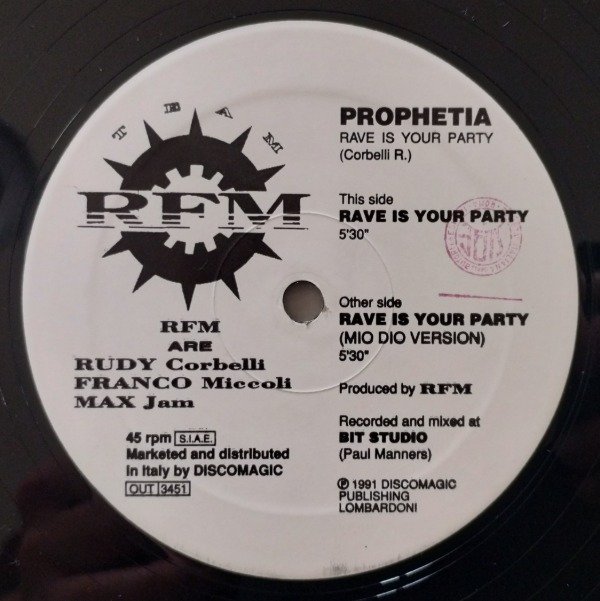 TEAM
RFM
RFM
ARE
RUDY Corbelli
FRANCO Miccoli
MAX Jam
45 rpm S.I.A.E.
Marketed and distributed
in Italy by DISCOMAGIC
OUT 3451
PROPHETIA
RAVE IS YOUR PARTY
(Corbelli R.)
This side
RAVE IS YOUR PARTY
5'30"
Other side
RAVE IS YOUR PARTY
(MIO DIO VERSION)
5'30"
Produced by RFM
Recorded and mixed at
BIT STUDIO
(Paul Manners)
℗ 1991 DISCOMAGIC
PUBLISHING
LOMBARDONI